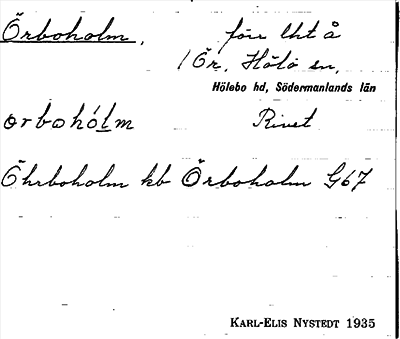 Örboholm. förr lht å
1 Ör, Hölö sn,
Hölebo hd, Södermanlands län
orbohólm Rivet
Öhrboholm kb Örboholm G67
KARL-ELIS NYSTEDT 1935